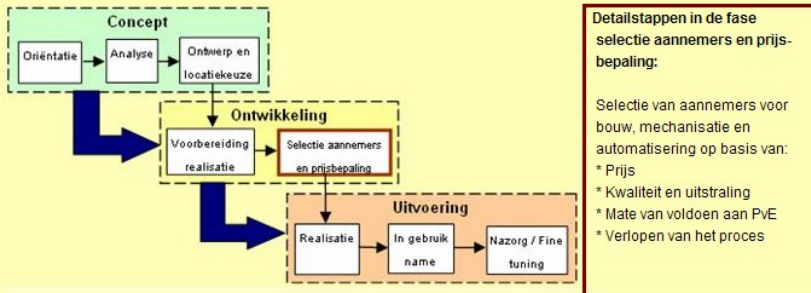 Concept
Oriëntatie
Analyse
Ontwerp en
locatiekeuze
Ontwikkeling
Voorbereiding
realisatie
Selectie aannemers
en prijsbepaling
Uitvoering
Realisatie
In gebruik
name
Nazorg / Fine
tuning
Detailstappen in de fase
selectie aannemers en prijs-
bepaling:
Selectie van aannemers voor
bouw, mechanisatie en
automatisering op basis van:
* Prijs
* Kwaliteit en uitstraling
* Mate van voldoen aan PvE
* Verlopen van het proces